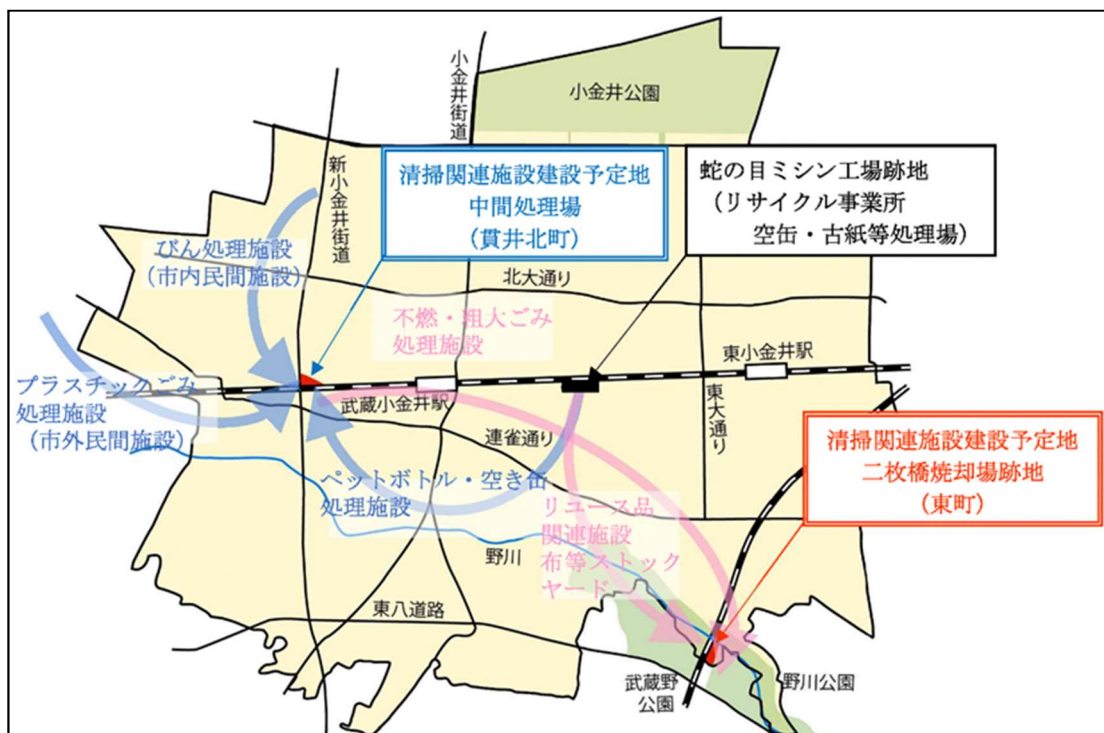 小金井公園
小金井街道
新小金井街道
清掃関連施設建設予定地
中間処理場
(貫井北町)
蛇の目ミシン工場跡地
(リサイクル事業所
空缶・古紙等処理場)
びん処理施設
(市内民間施設)
北大通り
不燃・粗大ごみ
処理施設
東小金井駅
プラスチックごみ
処理施設
(市外民間施設)
武蔵小金井駅
東大通り
連雀通り
清掃関連施設建設予定地
二枚橋焼却場跡地
(東町)
ペットボトル・空き缶
処理施設
リユース品
関連施設
布等ストック
ヤード
野川
東八道路
武蔵野
公園
野川公園